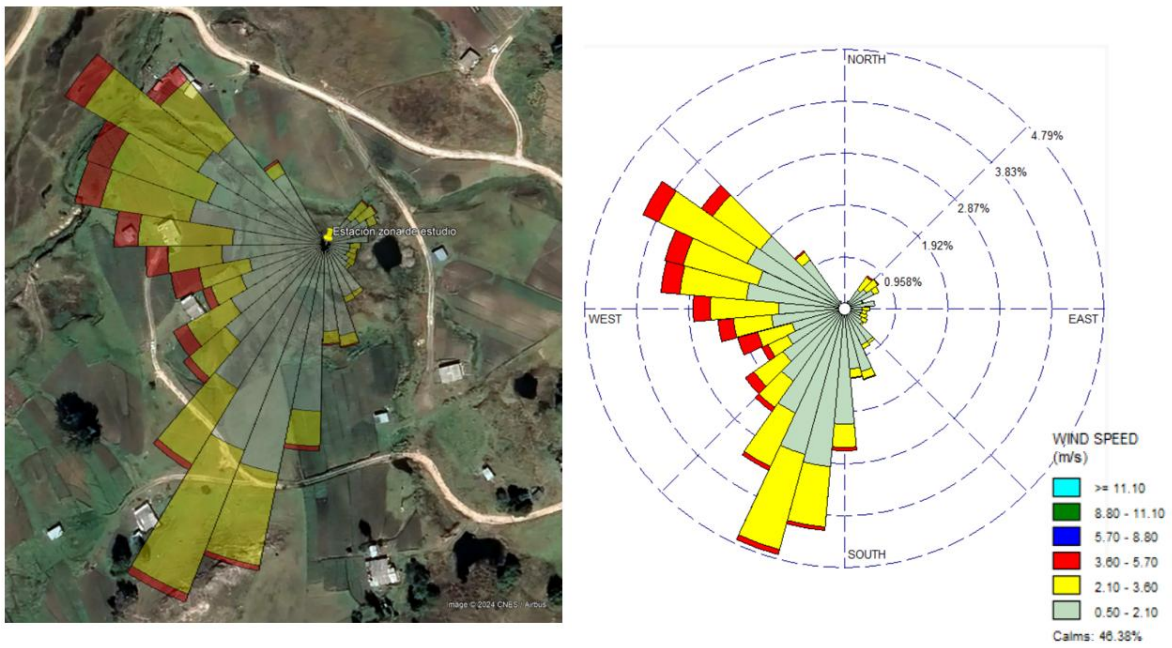 Estación zona de estudio
Image © 2024 CNES / Airbus
NORTH
4.79%
3.83%
2.87%
1.92%
0.958%
WEST
EAST
SOUTH
WIND SPEED
(m/s)
>= 11.10
8.80 - 11.10
5.70 - 8.80
3.60 - 5.70
2.10 - 3.60
0.50 - 2.10
Calms: 46.38%